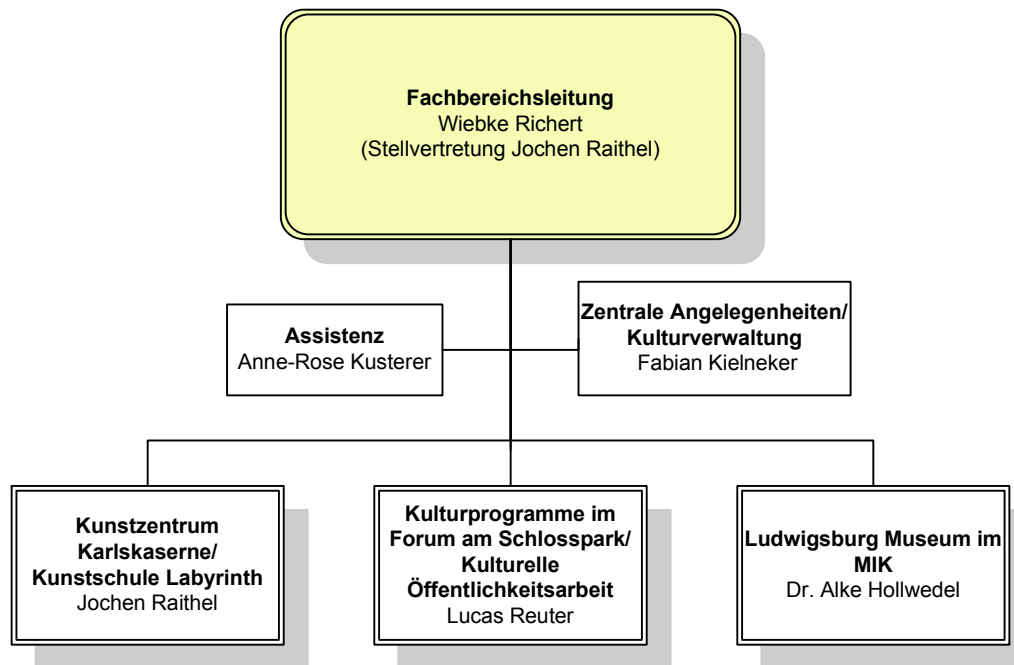 Fachbereichsleitung
Wiebke Richert
(Stellvertretung Jochen Raithel)
Assistenz
Anne-Rose Kusterer
Zentrale Angelegenheiten/
Kulturverwaltung
Fabian Kielneker
Kunstzentrum
Karlskaserne/
Kunstschule Labyrinth
Jochen Raithel
Kulturprogramme im
Forum am Schlosspark/
Kulturelle
Öffentlichkeitsarbeit
Lucas Reuter
Ludwigsburg Museum im
MIK
Dr. Alke Hollwedel